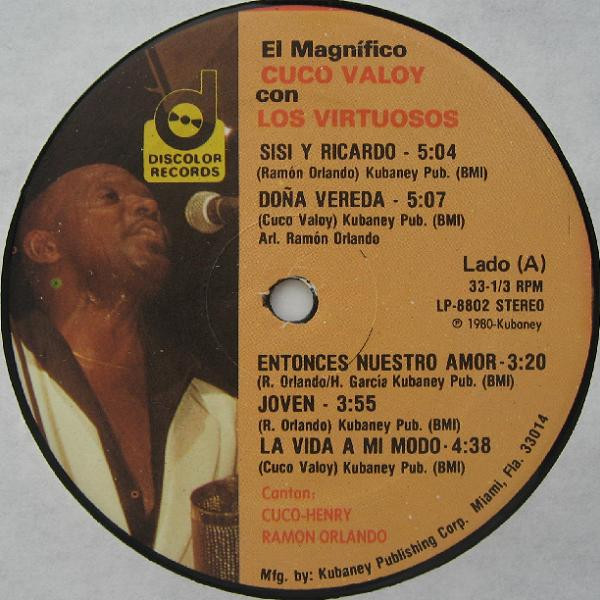 El Magnífico
CUCO VALOY
con
LOS VIRTUOSOS
d
DISCOLOR
RECORDS
SISI Y RICARDO - 5:04
(Ramón Orlando) Kubaney Pub. (BMI)
DOÑA VEREDA - 5:07
(Cuco Valoy) Kubaney Pub. (BMI)
Arl. Ramón Orlando
Lado (A)
33-1/3 RPM
LP-8802 STEREO
℗ 1980-Kubaney
ENTONCES NUESTRO AMOR-3:20
(R. Orlando/H. García Kubaney Pub. (BMI)
JOVEN - 3:55
(R. Orlando) Kubaney Pub. (BMI)
LA VIDA A MI MODO-4:38
(Cuco Valoy) Kubaney Pub. (BMI)
Cantan:
CUCO-HENRY
RAMON ORLANDO
Mfg. by: Kubaney Publishing Corp. Miami, Fla. 33014